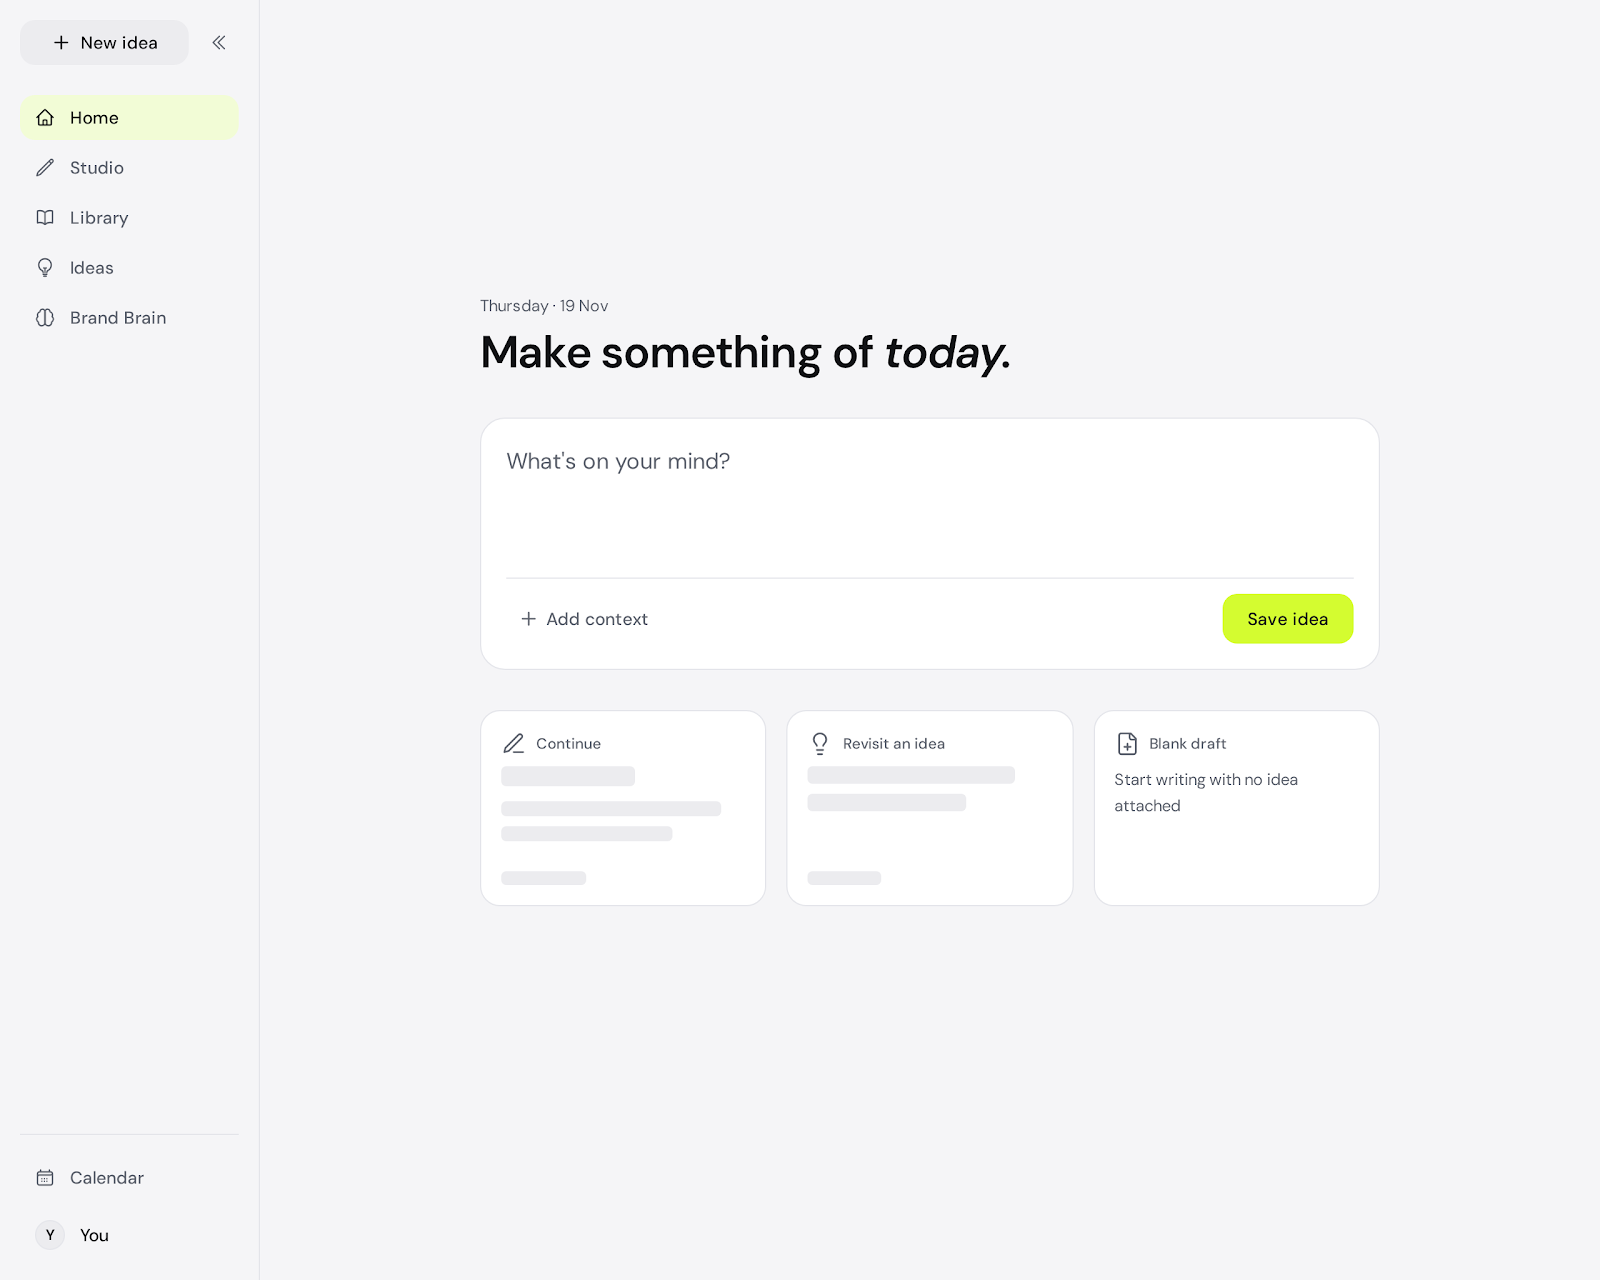 New idea
Home
Studio
Library
Ideas
Brand Brain
Calendar
Y
You
Thursday · 19 Nov
Make something of today.
What's on your mind?
Add context
Save idea
Continue
Revisit an idea
Blank draft
Start writing with no idea
attached